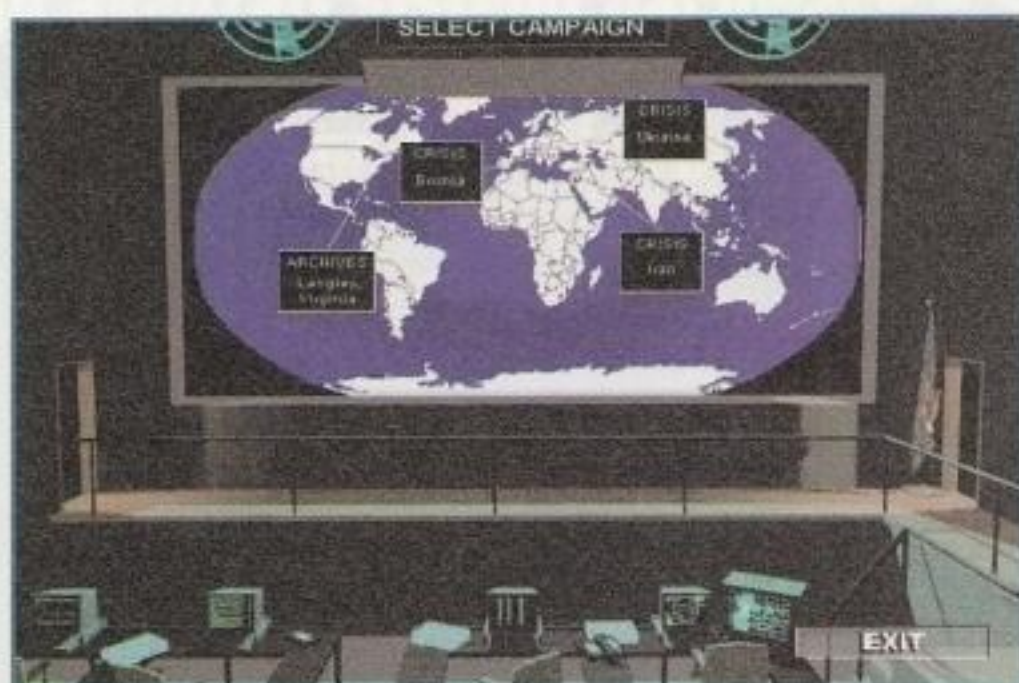 SELECT CAMPAIGN
CRISIS
Ukraine
CRISIS
Bosnia
CRISIS
Iran
ARCHIVES
Langley,
Virginia
EXIT